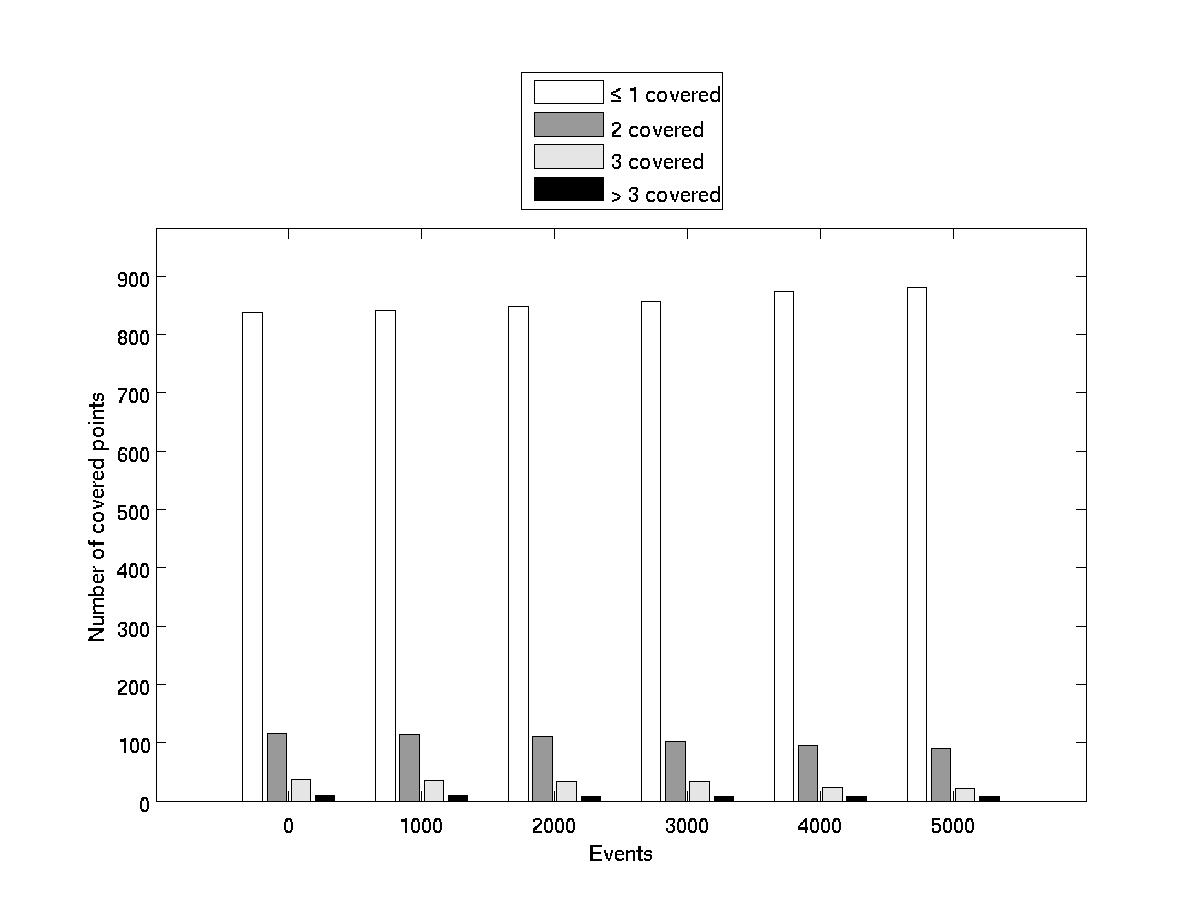 ≤ 1 covered
2 covered
3 covered
> 3 covered
900
800
700
600
500
400
300
200
100
0
Number of covered points
0 1000 2000 3000 4000 5000
Events